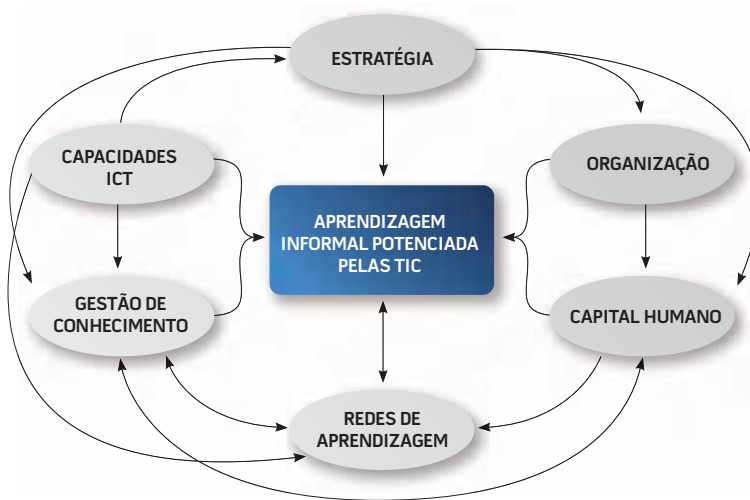 ESTRATÉGIA
CAPACIDADES
ICT
ORGANIZAÇÃO
APRENDIZAGEM
INFORMAL POTENCIADA
PELAS TIC
GESTÃO DE
CONHECIMENTO
CAPITAL HUMANO
REDES DE
APRENDIZAGEM